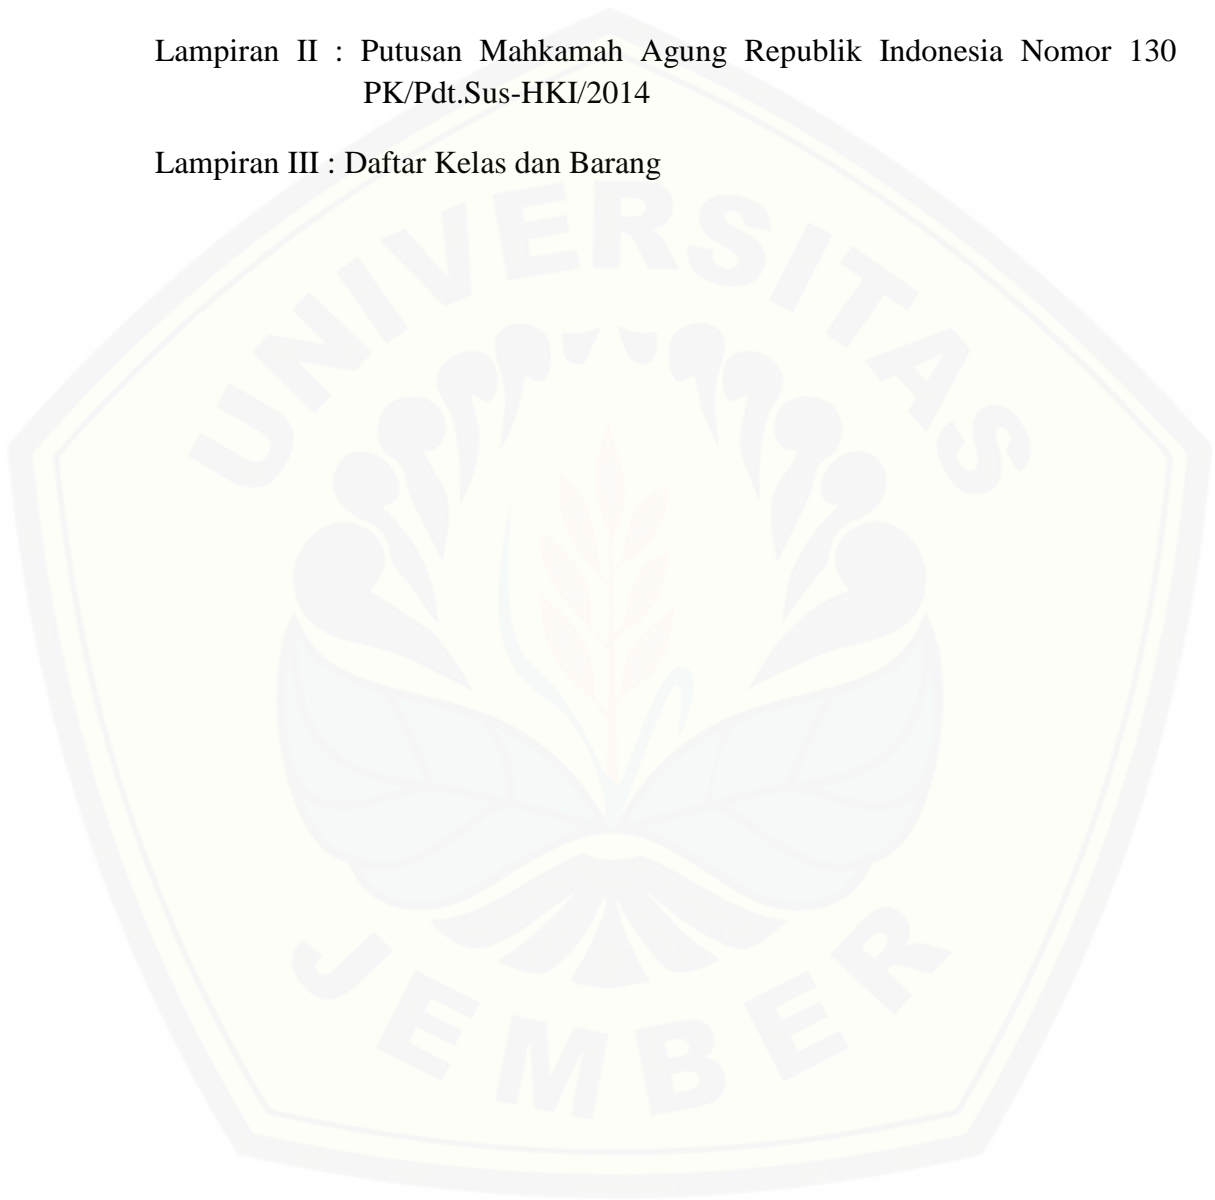 Lampiran II : Putusan Mahkamah Agung Republik Indonesia Nomor 130
PK/Pdt.Sus-HKI/2014
Lampiran III : Daftar Kelas dan Barang
UNIVERSITAS
JEMBER